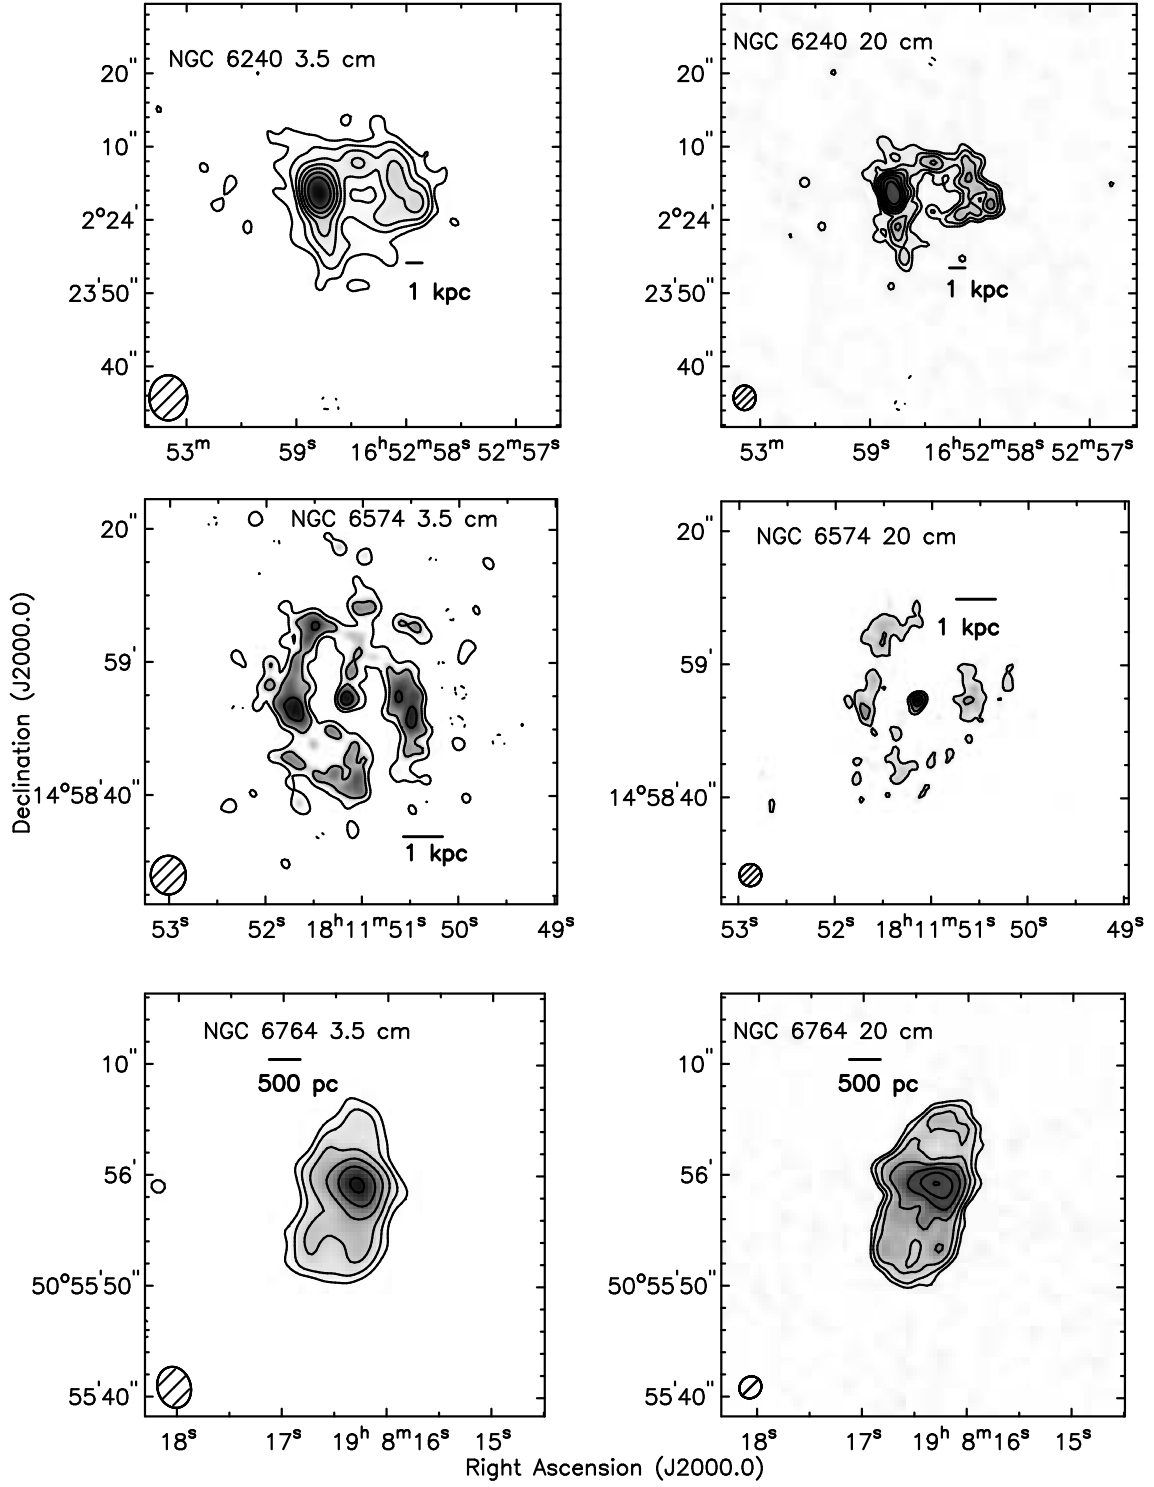 NGC 6240 3.5 cm
20"
10"
2°24'
23'50"
40"
1 kpc
53ᵐ 59ˢ 16ʰ52ᵐ58ˢ 52ᵐ57ˢ
NGC 6240 20 cm
20"
10"
2°24'
23'50"
40"
1 kpc
53ᵐ 59ˢ 16ʰ52ᵐ58ˢ 52ᵐ57ˢ
Declination (J2000.0)
NGC 6574 3.5 cm
20"
59'
14°58'40"
1 kpc
53ˢ 52ˢ 18ʰ11ᵐ51ˢ 50ˢ 49ˢ
NGC 6574 20 cm
20"
1 kpc
59'
14°58'40"
53ˢ 52ˢ 18ʰ11ᵐ51ˢ 50ˢ 49ˢ
NGC 6764 3.5 cm
10"
500 pc
56'
50°55'50"
55'40"
18ˢ 17ˢ 19ʰ 8ᵐ16ˢ 15ˢ
NGC 6764 20 cm
10"
500 pc
56'
50°55'50"
55'40"
18ˢ 17ˢ 19ʰ 8ᵐ16ˢ 15ˢ
Right Ascension (J2000.0)